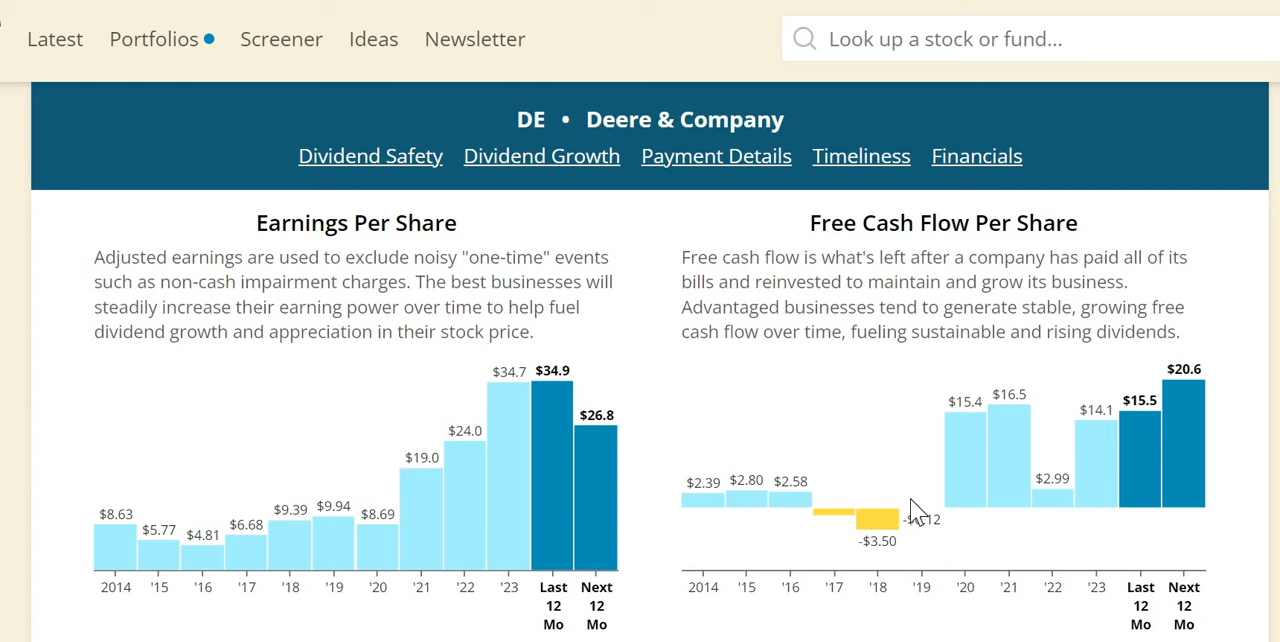 Latest Portfolios Screener Ideas Newsletter
Look up a stock or fund...
DE • Deere & Company
Dividend Safety Dividend Growth Payment Details Timeliness Financials
Earnings Per Share
Adjusted earnings are used to exclude noisy "one-time" events
such as non-cash impairment charges. The best businesses will
steadily increase their earning power over time to help fuel
dividend growth and appreciation in their stock price.
$8.63 $5.77 $4.81 $6.68 $9.39 $9.94 $8.69 $19.0 $24.0 $34.7 $34.9 $26.8
2014 '15 '16 '17 '18 '19 '20 '21 '22 '23 Last Next
12 12
Mo Mo
Free Cash Flow Per Share
Free cash flow is what's left after a company has paid all of its
bills and reinvested to maintain and grow its business.
Advantaged businesses tend to generate stable, growing free
cash flow over time, fueling sustainable and rising dividends.
$2.39 $2.80 $2.58 -$3.50 $15.4 $16.5 $2.99 $14.1 $15.5 $20.6
2014 '15 '16 '17 '18 '19 '20 '21 '22 '23 Last Next
12 12
Mo Mo